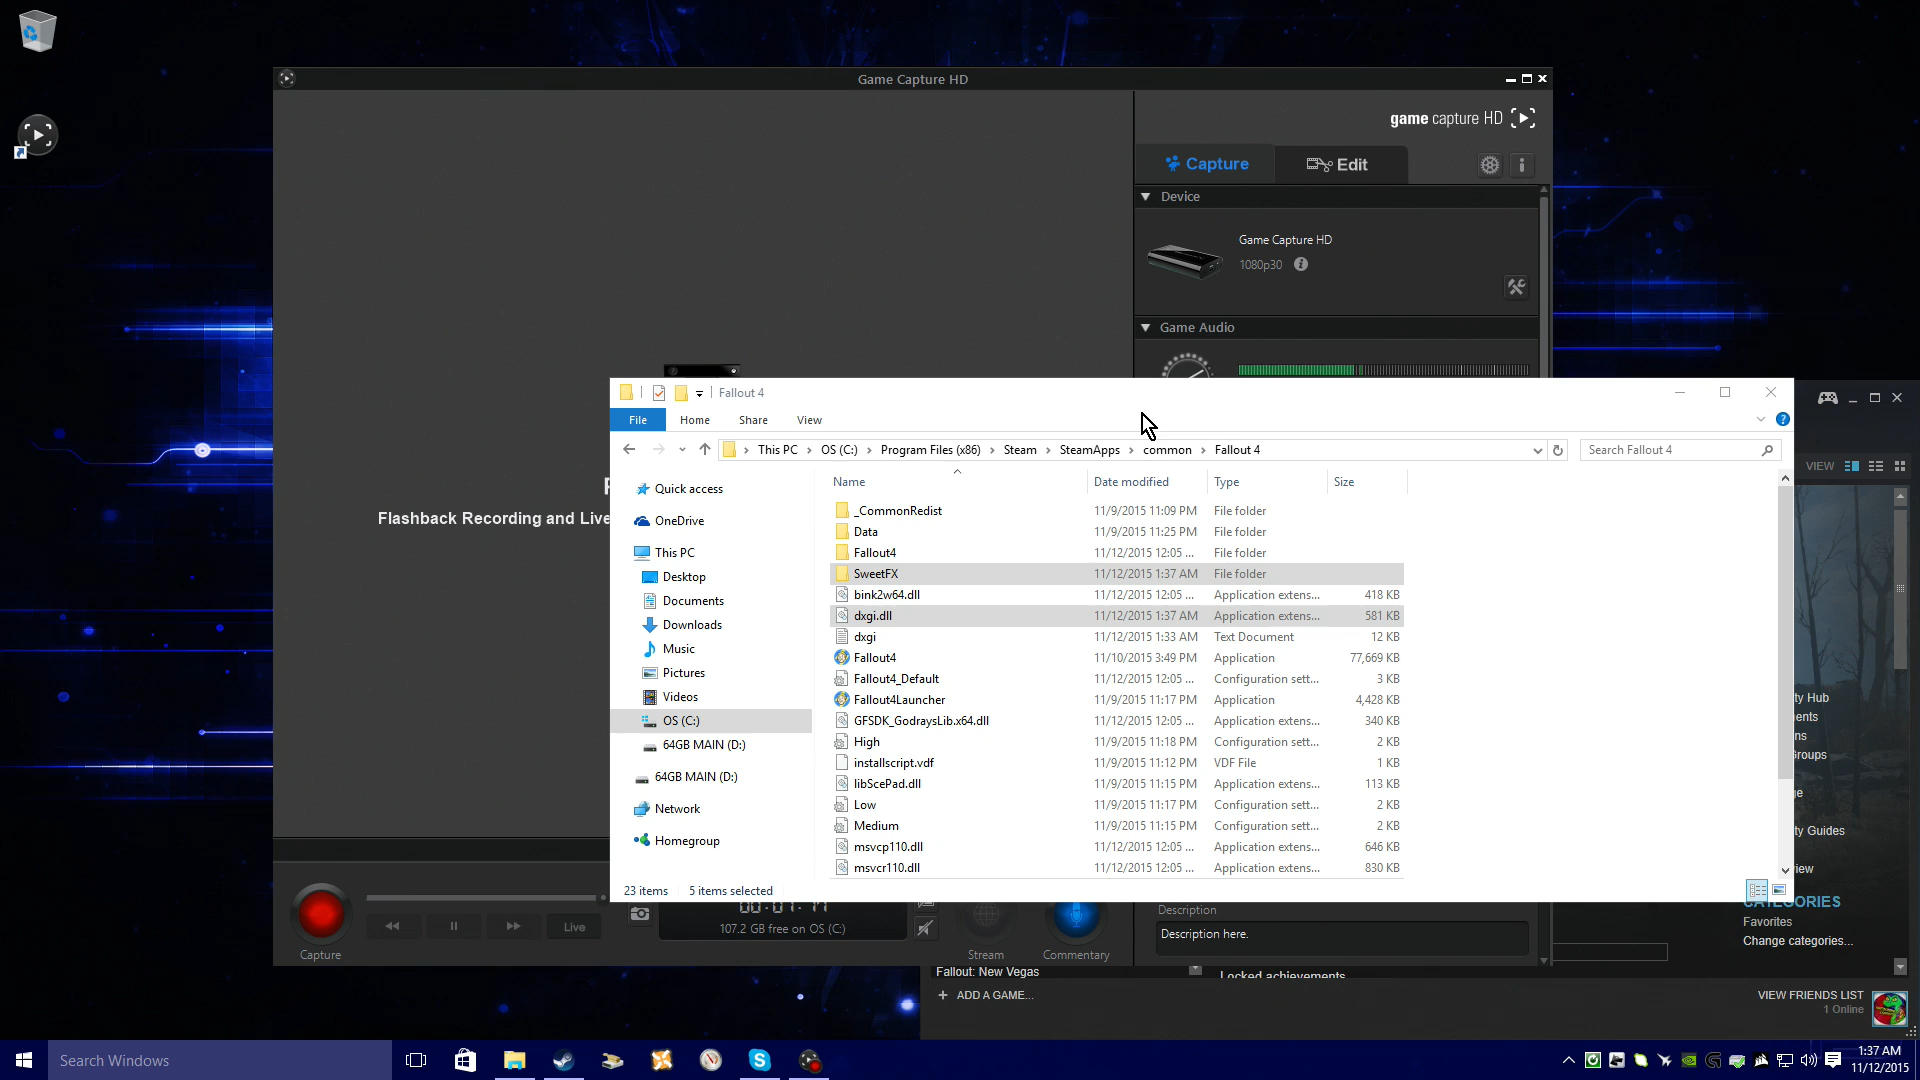 Game Capture HD
game capture HD
Capture
Edit
Device
Game Capture HD
1080p30
Game Audio
Flashback Recording and Live
Fallout 4
File
Home
Share
View
This PC
OS (C:)
Program Files (x86)
Steam
SteamApps
common
Fallout 4
Search Fallout 4
VIEW
Name
Date modified
Type
Size
Quick access
OneDrive
This PC
Desktop
Documents
Downloads
Music
Pictures
Videos
OS (C:)
64GB MAIN (D:)
64GB MAIN (D:)
Network
Homegroup
_CommonRedist 11/9/2015 11:09 PM File folder
Data 11/9/2015 11:25 PM File folder
Fallout4 11/12/2015 12:05 ... File folder
SweetFX 11/12/2015 1:37 AM File folder
bink2w64.dll 11/12/2015 12:05 ... Application extens... 418 KB
dxgi.dll 11/12/2015 1:37 AM Application extens... 581 KB
dxgi 11/12/2015 1:33 AM Text Document 12 KB
Fallout4 11/10/2015 3:49 PM Application 77,669 KB
Fallout4_Default 11/12/2015 12:05 ... Configuration sett... 3 KB
Fallout4Launcher 11/9/2015 11:17 PM Application 4,428 KB
GFSDK_GodraysLib.x64.dll 11/12/2015 12:05 ... Application extens... 340 KB
High 11/9/2015 11:18 PM Configuration sett... 2 KB
installscript.vdf 11/9/2015 11:12 PM VDF File 1 KB
libScePad.dll 11/9/2015 11:15 PM Application extens... 113 KB
Low 11/9/2015 11:17 PM Configuration sett... 2 KB
Medium 11/9/2015 11:15 PM Configuration sett... 2 KB
msvcp110.dll 11/12/2015 12:05 ... Application extens... 646 KB
msvcr110.dll 11/12/2015 12:05 ... Application extens... 830 KB
23 items 5 items selected
ty Hub
ents
ns
Groups
ge
ty Guides
iew
CATEGORIES
Favorites
Change categories...
Live
107.2 GB free on OS (C:)
Capture
Stream
Commentary
Description
Description here.
Fallout: New Vegas
Locked achievements
+ ADD A GAME...
VIEW FRIENDS LIST
1 Online
Search Windows
1:37 AM
11/12/2015